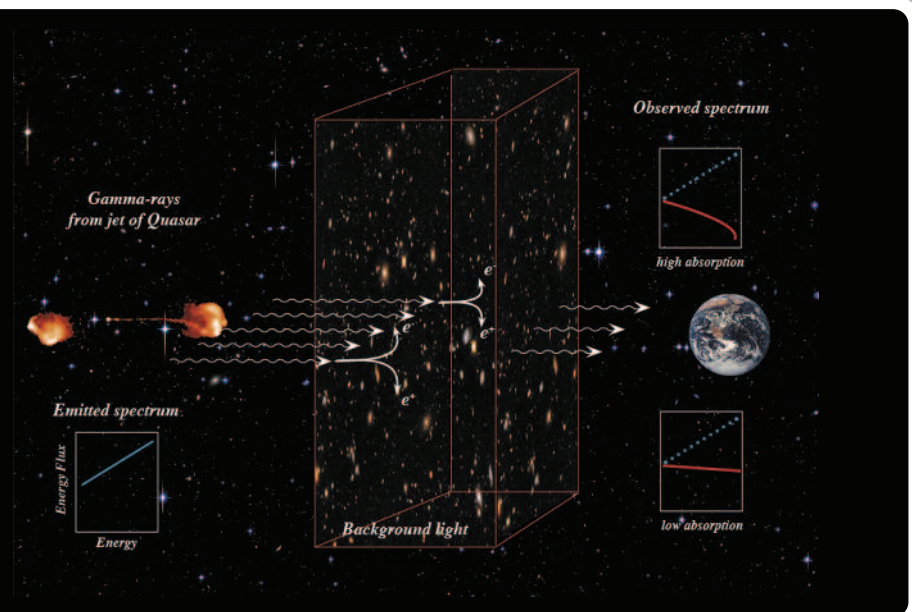 Observed spectrum
Gamma-rays
from jet of Quasar
high absorption
e-
e+
e-
e+
Emitted spectrum
Energy Flux
Energy
Background light
low absorption